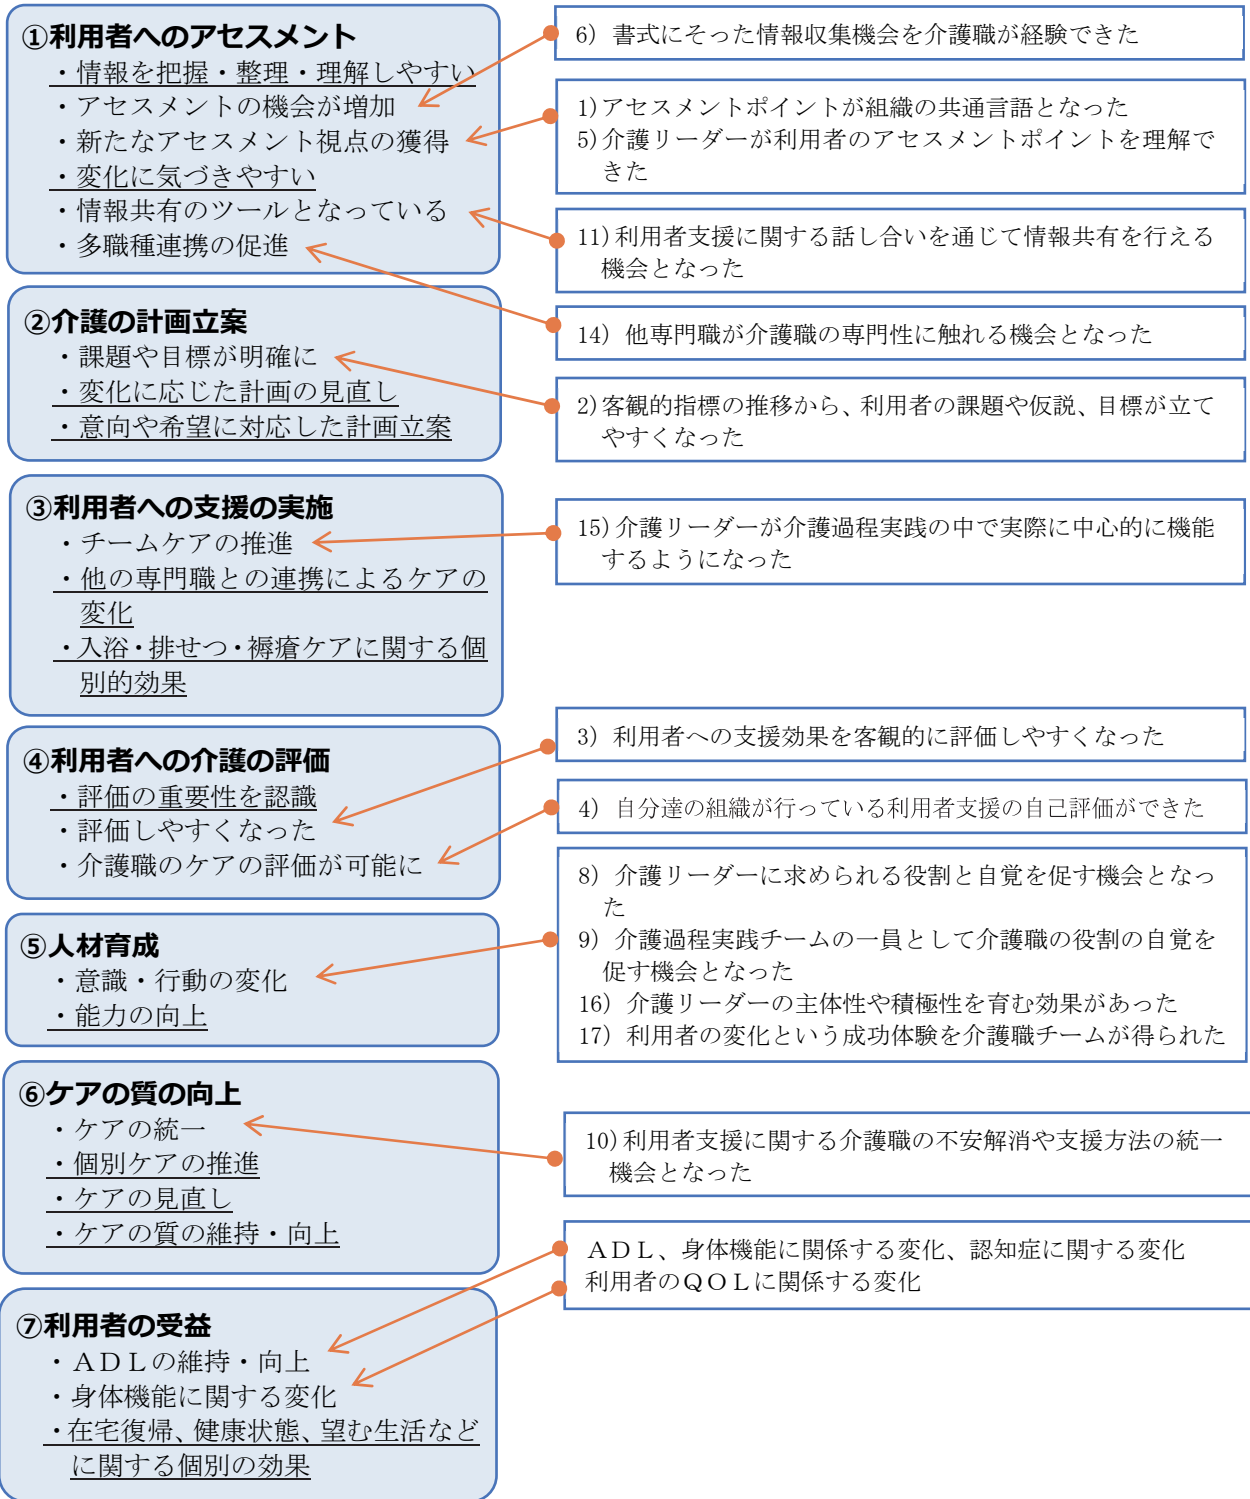 ①利用者へのアセスメント
・情報を把握・整理・理解しやすい
・アセスメントの機会が増加
・新たなアセスメント視点の獲得
・変化に気づきやすい
・情報共有のツールとなっている
・多職種連携の促進
6）書式にそった情報収集機会を介護職が経験できた
1）アセスメントポイントが組織の共通言語となった
5）介護リーダーが利用者のアセスメントポイントを理解で
きた
11）利用者支援に関する話し合いを通じて情報共有を行える
機会となった
14）他専門職が介護職の専門性に触れる機会となった
②介護の計画立案
・課題や目標が明確に
・変化に応じた計画の見直し
・意向や希望に対応した計画立案
2）客観的指標の推移から、利用者の課題や仮説、目標が立て
やすくなった
③利用者への支援の実施
・チームケアの推進
・他の専門職との連携によるケアの
変化
・入浴・排せつ・褥瘡ケアに関する個
別的効果
15）介護リーダーが介護過程実践の中で実際に中心的に機能
するようになった
④利用者への介護の評価
・評価の重要性を認識
・評価しやすくなった
・介護職のケアの評価が可能に
3）利用者への支援効果を客観的に評価しやすくなった
4）自分達の組織が行っている利用者支援の自己評価ができた
⑤人材育成
・意識・行動の変化
・能力の向上
8）介護リーダーに求められる役割と自覚を促す機会となっ
た
9）介護過程実践チームの一員として介護職の役割の自覚を
促す機会となった
16）介護リーダーの主体性や積極性を育む効果があった
17）利用者の変化という成功体験を介護職チームが得られた
⑥ケアの質の向上
・ケアの統一
・個別ケアの推進
・ケアの見直し
・ケアの質の維持・向上
10）利用者支援に関する介護職の不安解消や支援方法の統一
機会となった
⑦利用者の受益
・ＡＤＬの維持・向上
・身体機能に関する変化
・在宅復帰、健康状態、望む生活など
に関する個別の効果
ＡＤＬ、身体機能に関係する変化、認知症に関する変化
利用者のＱＯＬに関係する変化